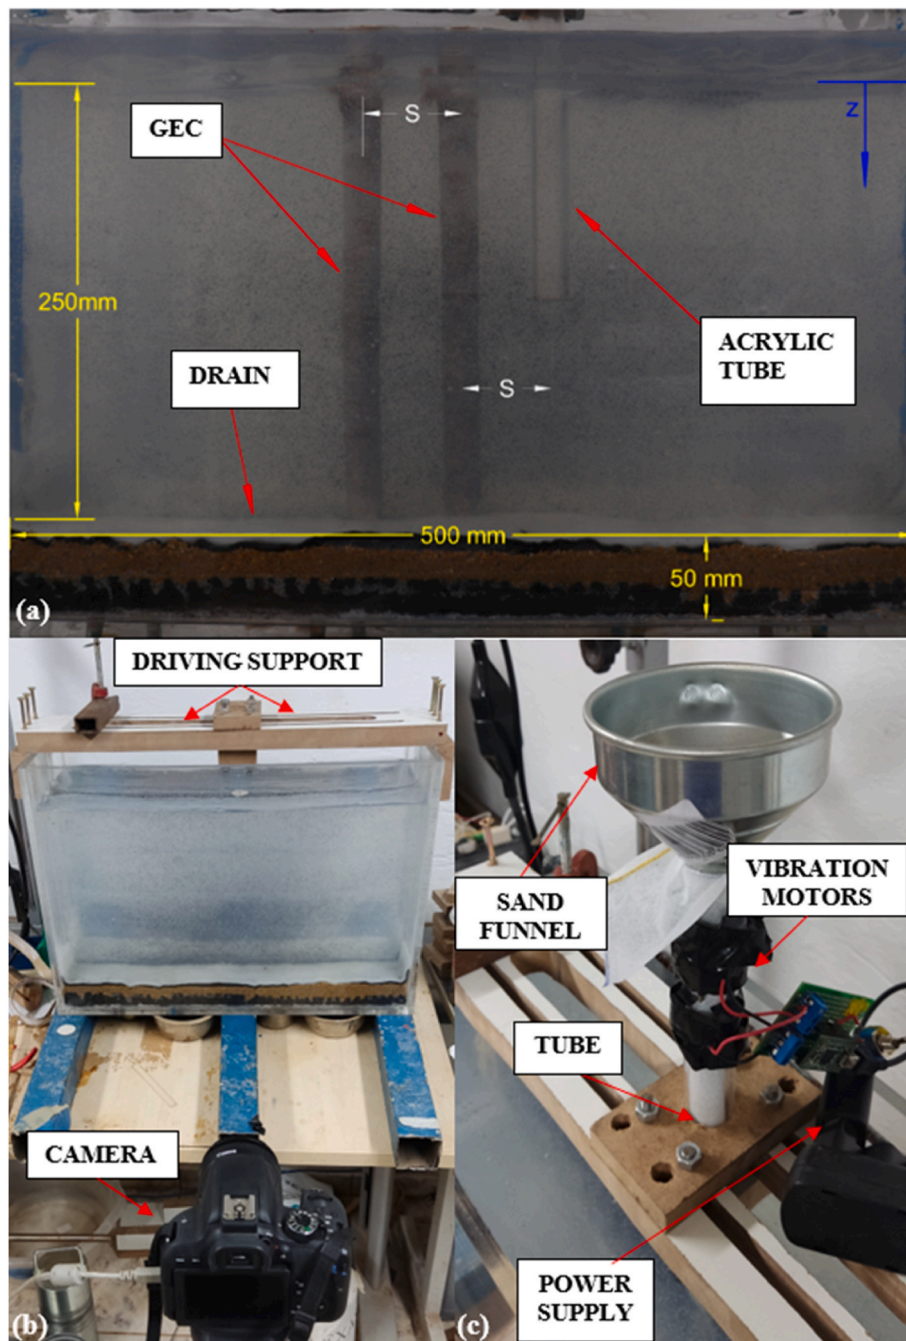 S
Z
GEC
250mm
ACRYLIC
TUBE
DRAIN
S
500 mm
50 mm
(a)
DRIVING SUPPORT
VIBRATION
MOTORS
SAND
FUNNEL
TUBE
CAMERA
POWER
SUPPLY
(b)
(c)